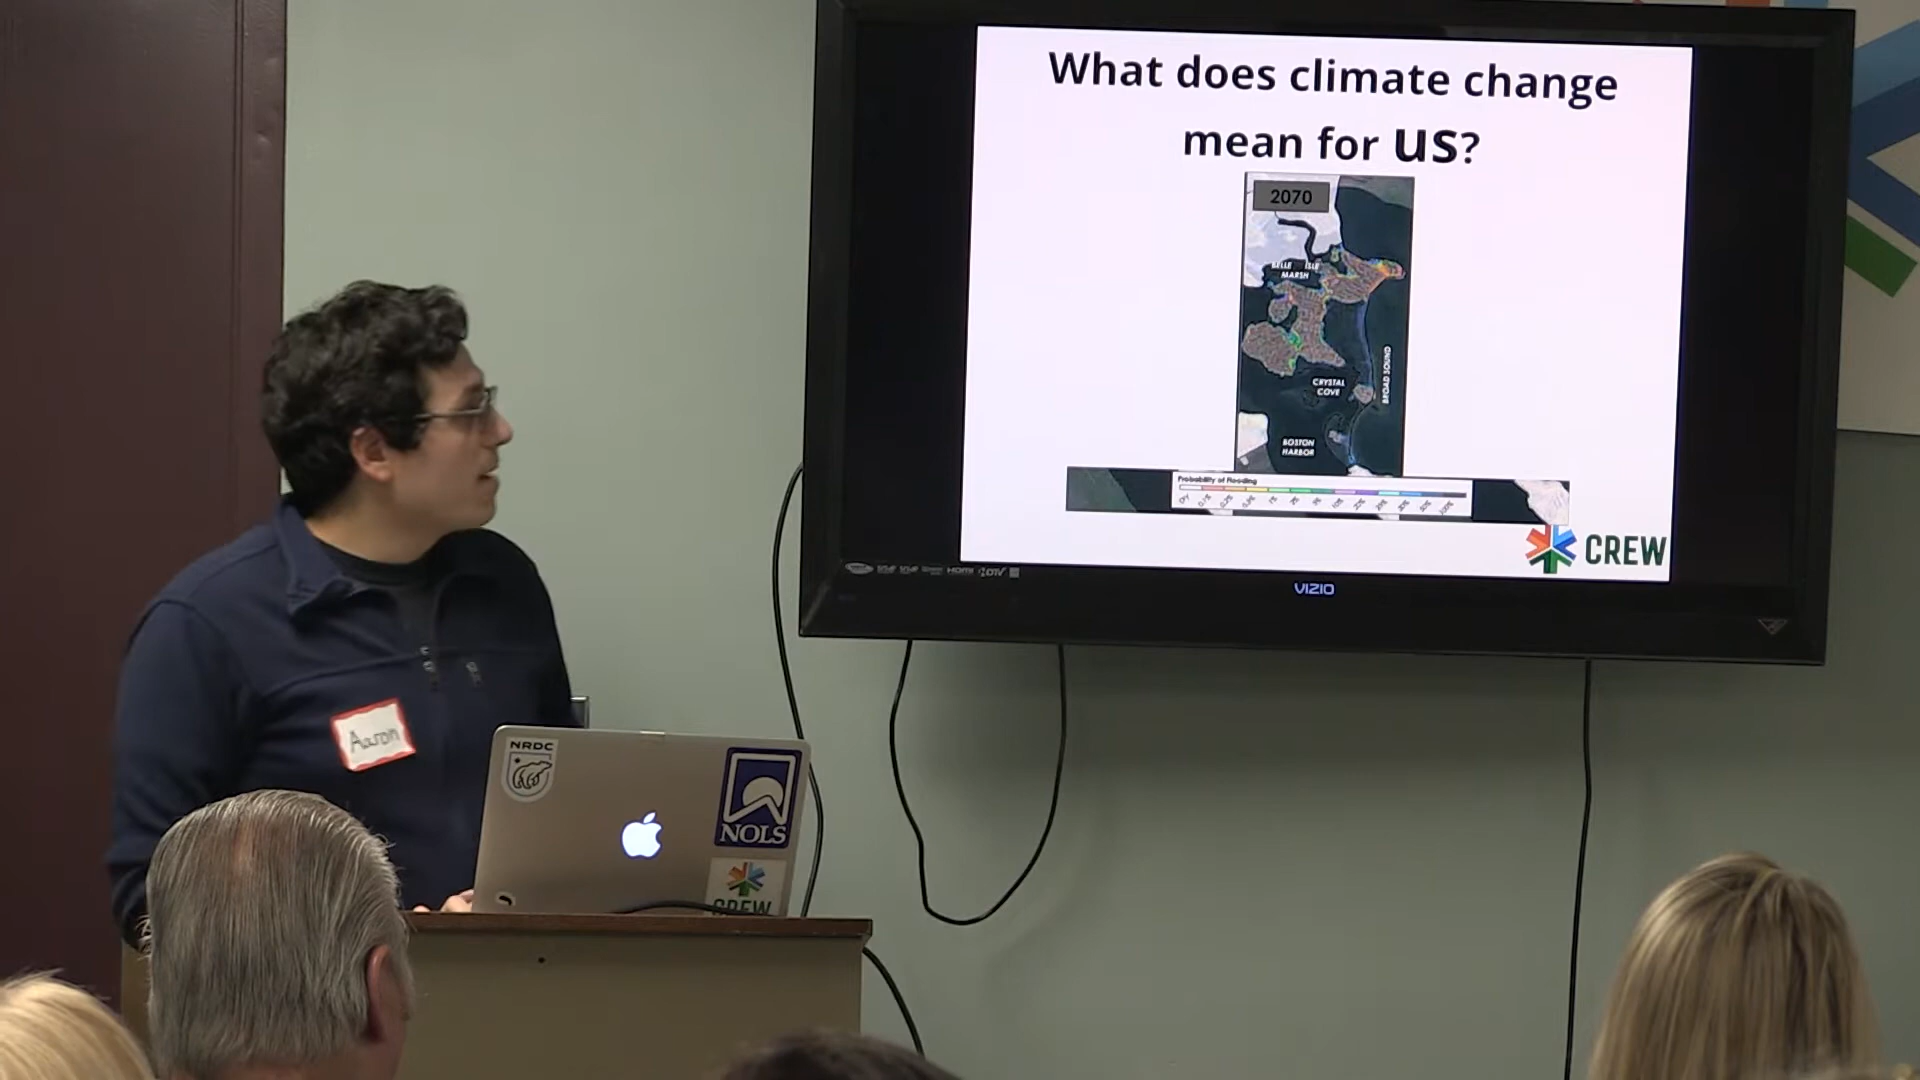 What does climate change
mean for US?
2070
BELLE ISLE
MARSH
CRYSTAL
COVE
BROAD SOUND
BOSTON
HARBOR
Probability of Flooding
CREW
VIZIO
Aaron
NRDC
NOLS
CREW